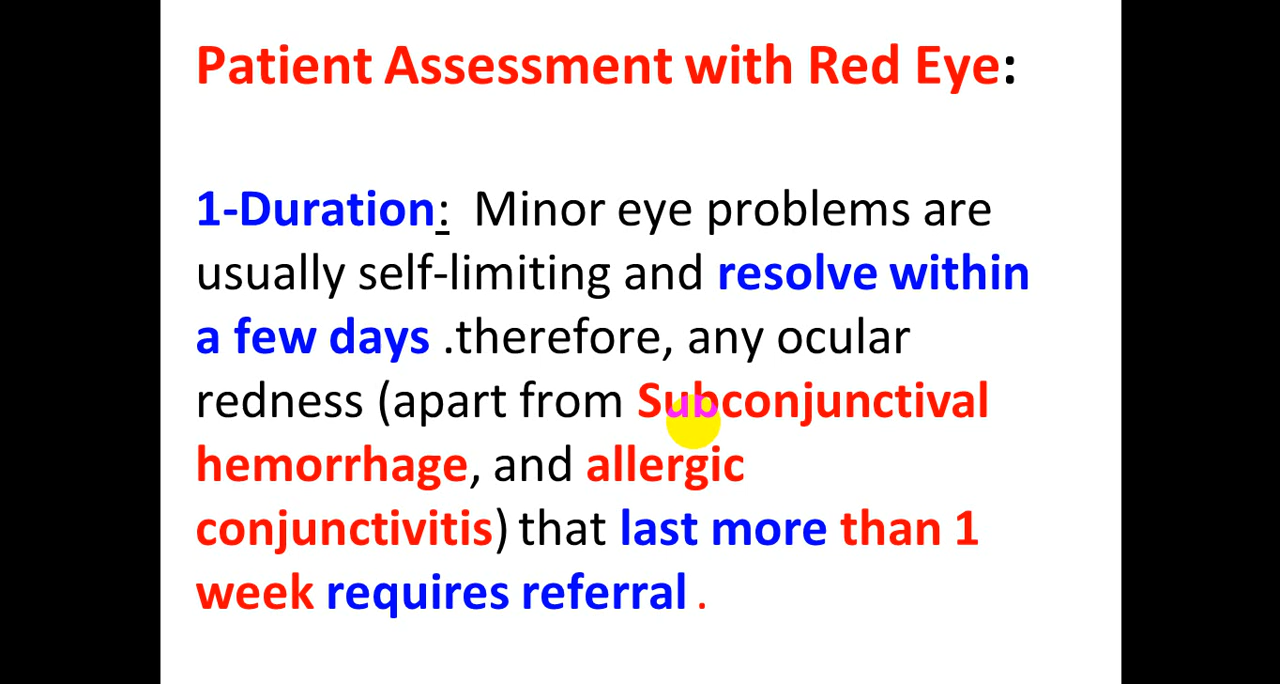 Patient Assessment with Red Eye:
1-Duration: Minor eye problems are
usually self-limiting and resolve within
a few days .therefore, any ocular
redness (apart from Subconjunctival
hemorrhage, and allergic
conjunctivitis) that last more than 1
week requires referral .